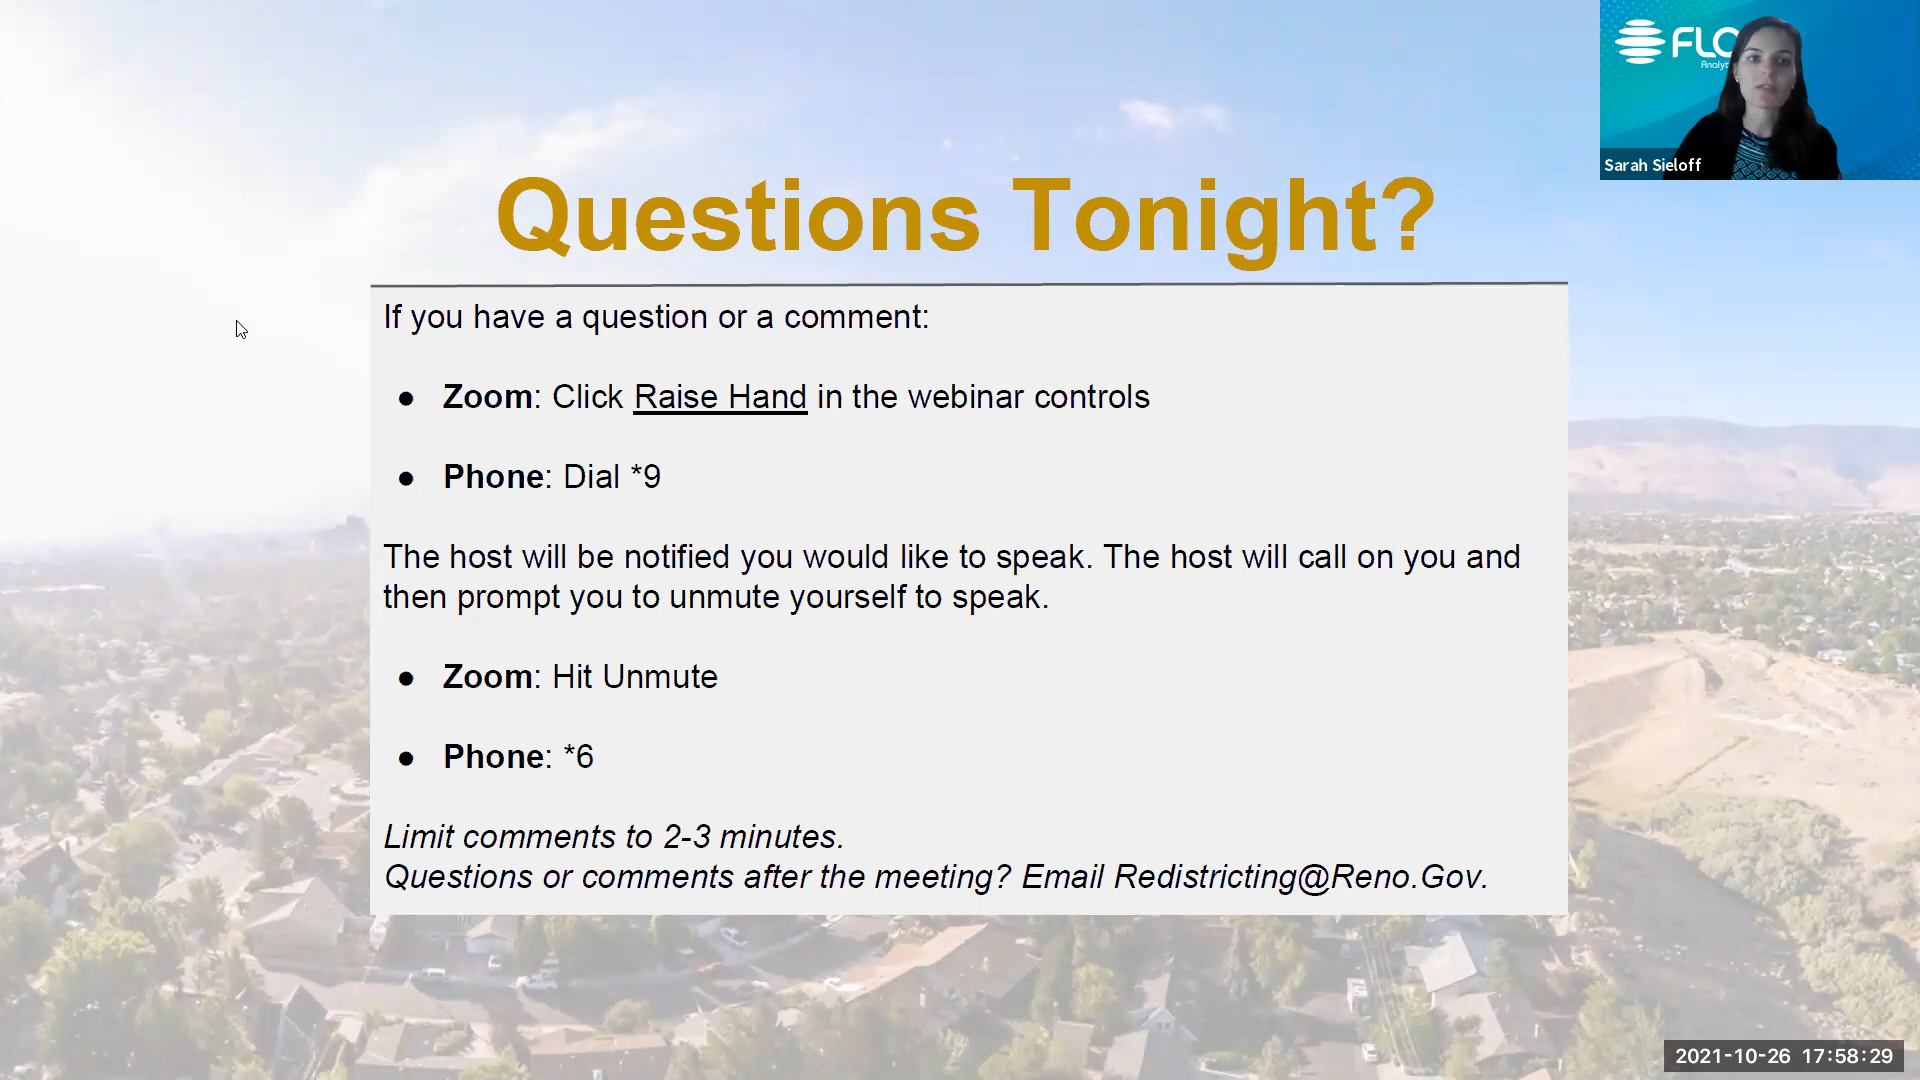 FLO
Analyt
Sarah Sieloff
Questions Tonight?
If you have a question or a comment:
● Zoom: Click Raise Hand in the webinar controls
● Phone: Dial *9
The host will be notified you would like to speak. The host will call on you and
then prompt you to unmute yourself to speak.
● Zoom: Hit Unmute
● Phone: *6
Limit comments to 2-3 minutes.
Questions or comments after the meeting? Email Redistricting@Reno.Gov.
2021-10-26 17:58:29